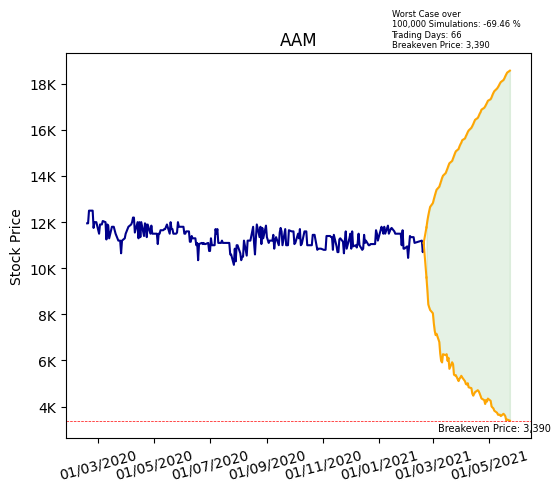 Worst Case over
100,000 Simulations: -69.46 %
Trading Days: 66
Breakeven Price: 3,390
AAM
Stock Price
18K
16K
14K
12K
10K
8K
6K
4K
Breakeven Price: 3,390
01/03/2020
01/05/2020
01/07/2020
01/09/2020
01/11/2020
01/01/2021
01/03/2021
01/05/2021